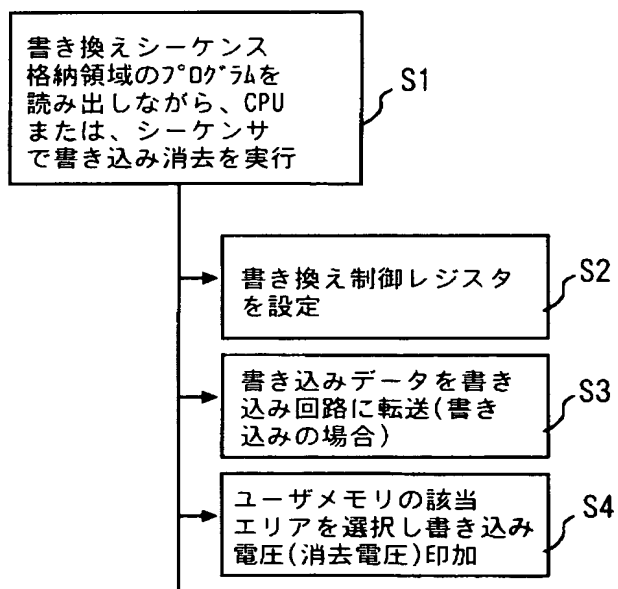 書き換えシーケンス
格納領域のプログラムを
読み出しながら、CPU
または、シーケンサ
で書き込み消去を実行
S1
書き換え制御レジスタ
を設定
S2
書き込みデータを書き
込み回路に転送(書き
込みの場合)
S3
ユーザメモリの該当
エリアを選択し書き込み
電圧(消去電圧)印加
S4